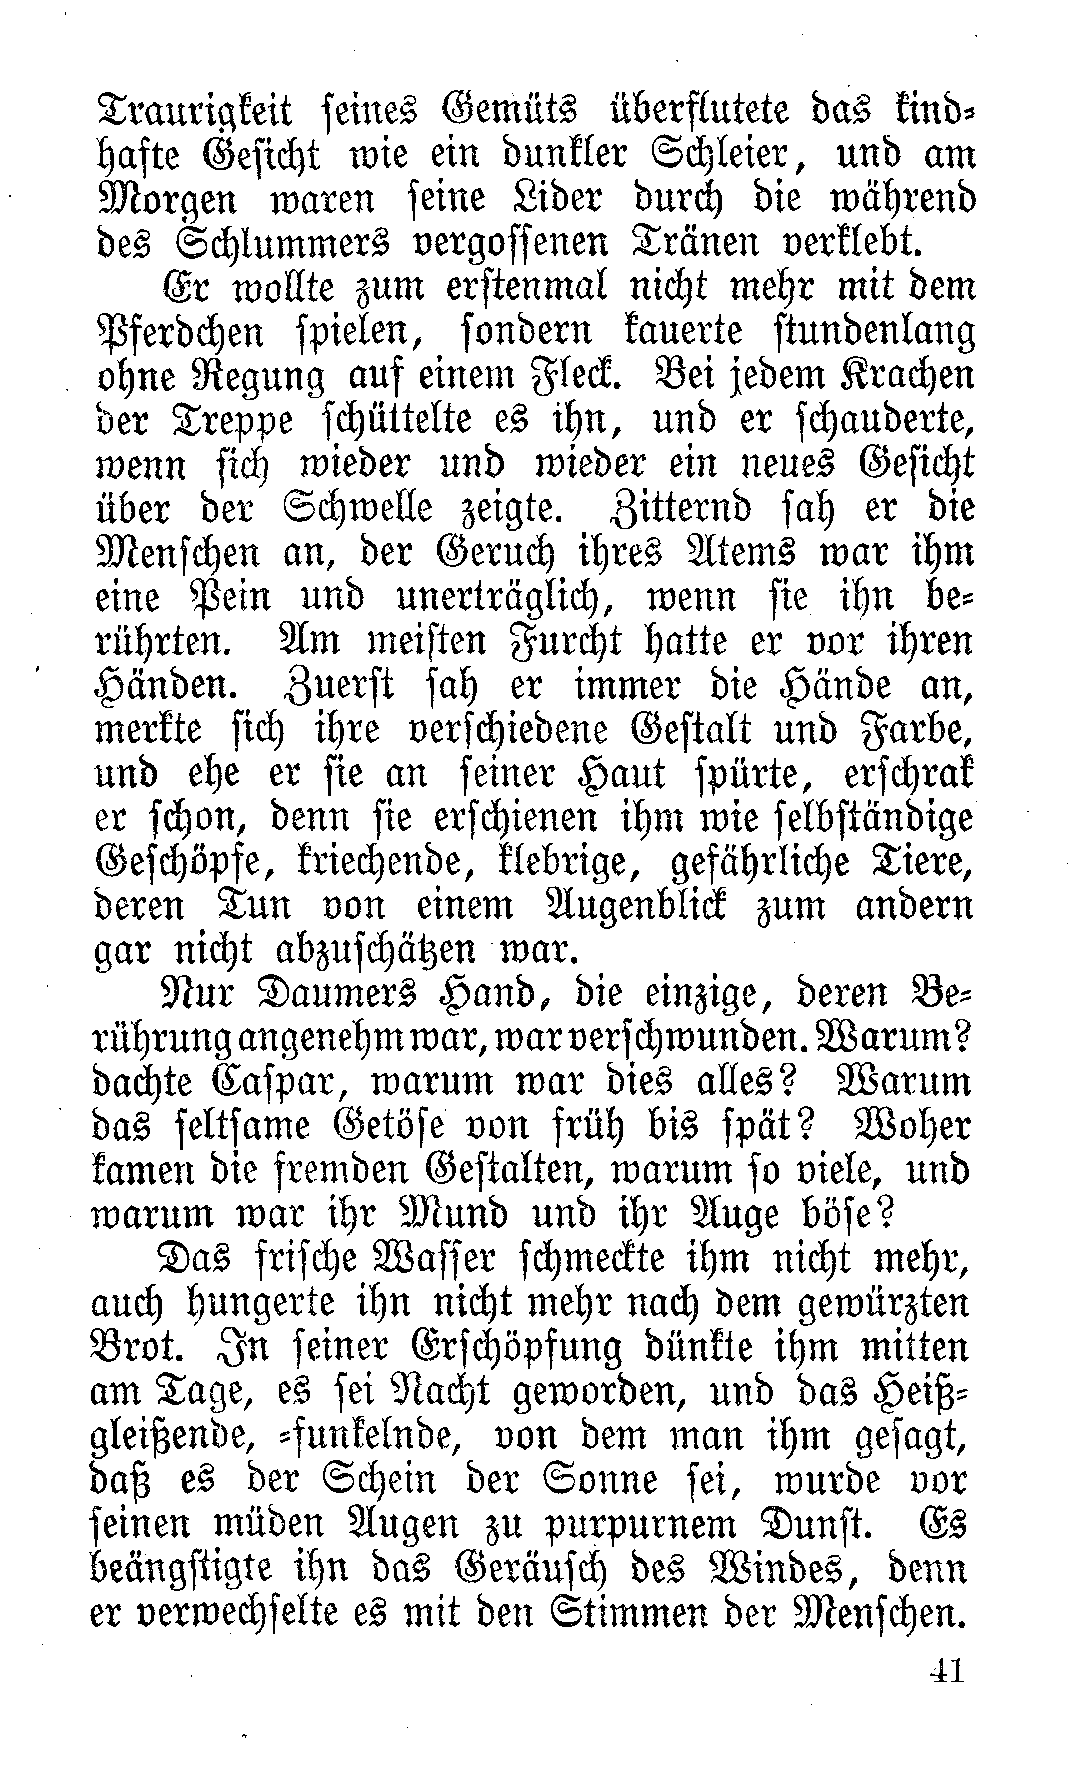 Traurigkeit seines Gemüts überflutete das kind-
hafte Gesicht wie ein dunkler Schleier, und am
Morgen waren seine Lider durch die während
des Schlummers vergossenen Tränen verklebt.
Er wollte zum erstenmal nicht mehr mit dem
Pferdchen spielen, sondern kauerte stundenlang
ohne Regung auf einem Fleck. Bei jedem Krachen
der Treppe schüttelte es ihn, und er schauderte,
wenn sich wieder und wieder ein neues Gesicht
über der Schwelle zeigte. Zitternd sah er die
Menschen an, der Geruch ihres Atems war ihm
eine Pein und unerträglich, wenn sie ihn be-
rührten. Am meisten Furcht hatte er vor ihren
Händen. Zuerst sah er immer die Hände an,
merkte sich ihre verschiedene Gestalt und Farbe,
und ehe er sie an seiner Haut spürte, erschrak
er schon, denn sie erschienen ihm wie selbständige
Geschöpfe, kriechende, klebrige, gefährliche Tiere,
deren Tun von einem Augenblick zum andern
gar nicht abzuschätzen war.
Nur Daumers Hand, die einzige, deren Be-
rührung angenehm war, war verschwunden. Warum?
dachte Caspar, warum war dies alles? Warum
das seltsame Getöse von früh bis spät? Woher
kamen die fremden Gestalten, warum so viele, und
warum war ihr Mund und ihr Auge böse?
Das frische Wasser schmeckte ihm nicht mehr,
auch hungerte ihn nicht mehr nach dem gewürzten
Brot. In seiner Erschöpfung dünkte ihm mitten
am Tage, es sei Nacht geworden, und das Heiß-
gleißende, -funkelnde, von dem man ihm gesagt,
daß es der Schein der Sonne sei, wurde vor
seinen müden Augen zu purpurnem Dunst. Es
beängstigte ihn das Geräusch des Windes, denn
er verwechselte es mit den Stimmen der Menschen.
41